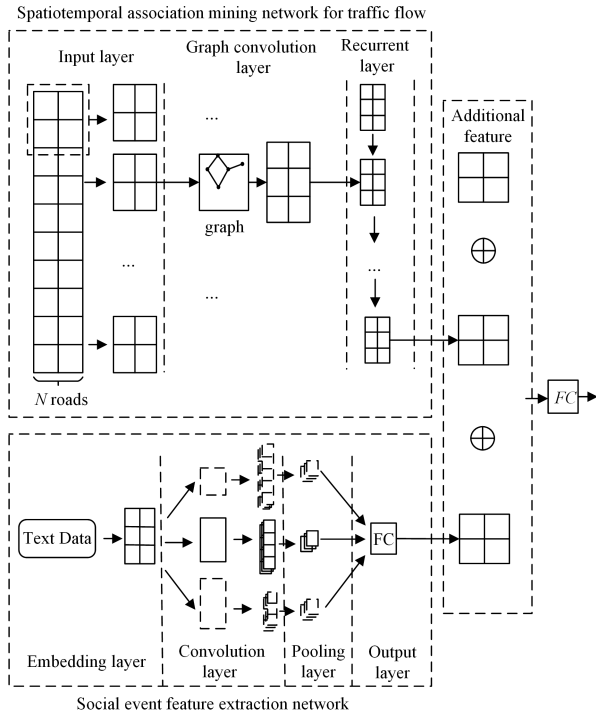 Spatiotemporal association mining network for traffic flow
Input layer
Graph convolution
layer
Recurrent
layer
Additional
feature
...
graph
...
...
...
N roads
FC
Text Data
FC
Embedding layer
Convolution
layer
Pooling
layer
Output
layer
Social event feature extraction network